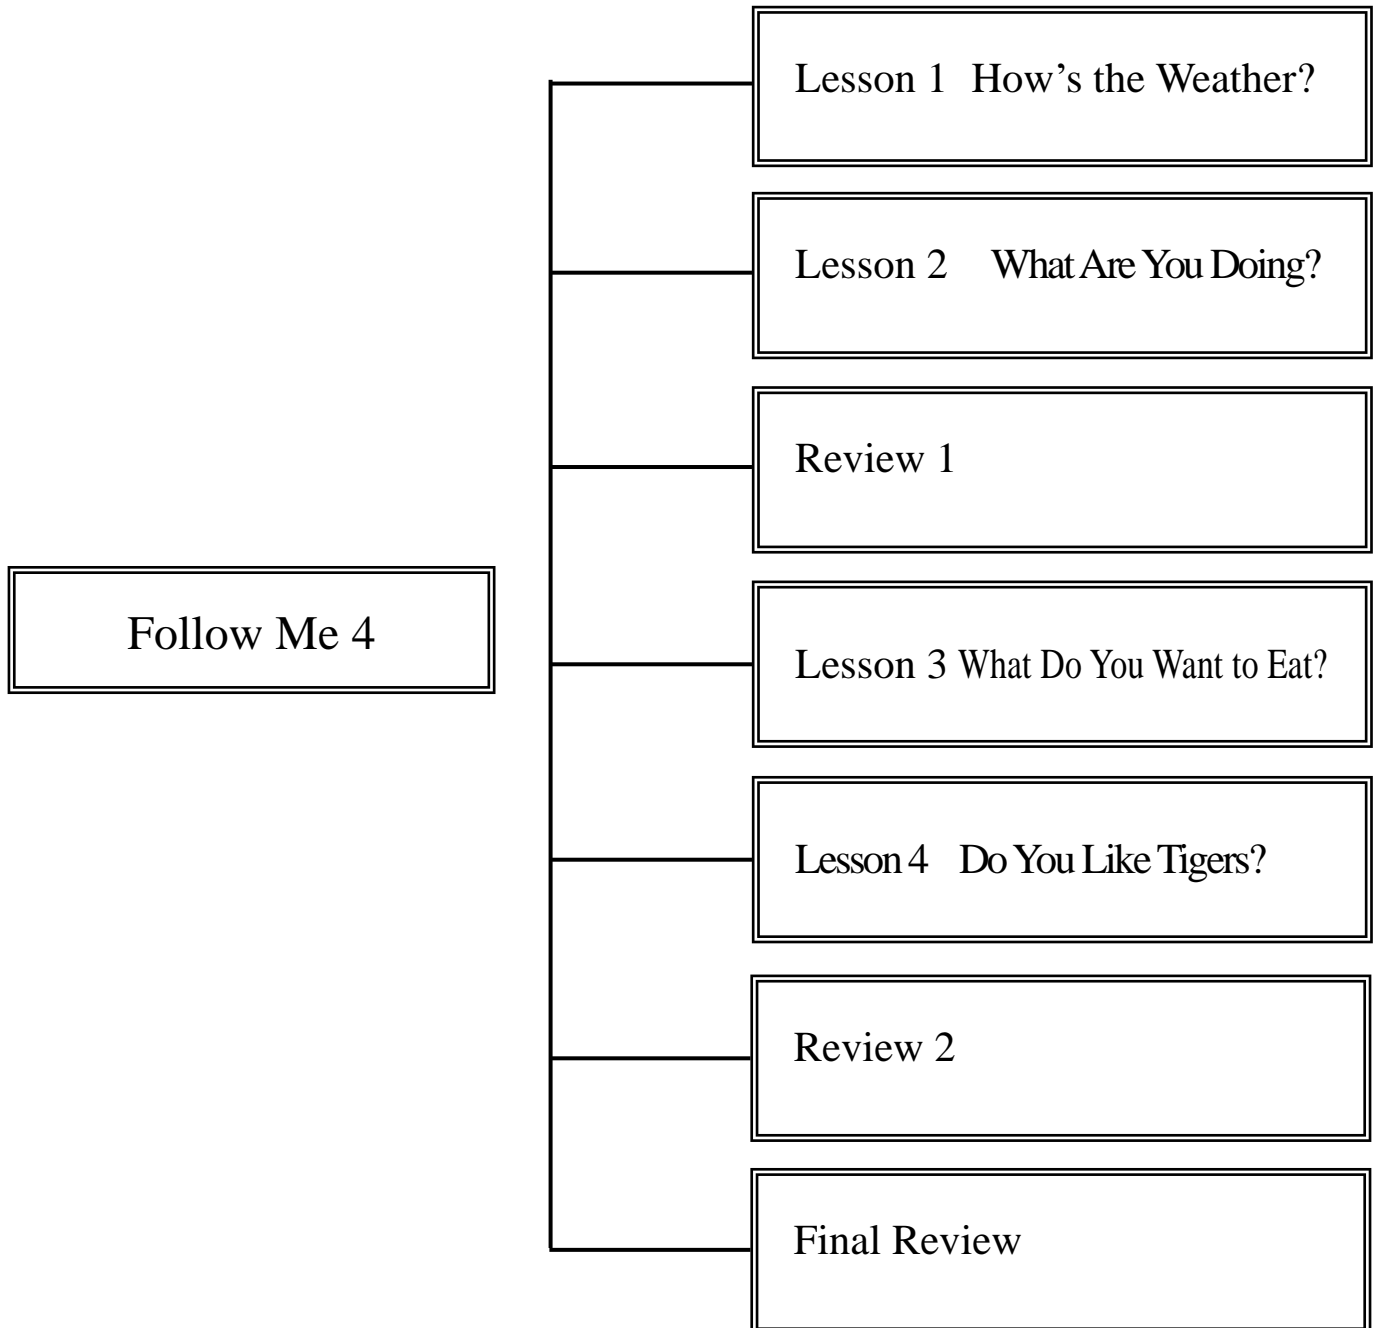 Lesson 1 How’s the Weather?
Lesson 2 What Are You Doing?
Review 1
Follow Me 4
Lesson 3 What Do You Want to Eat?
Lesson 4 Do You Like Tigers?
Review 2
Final Review